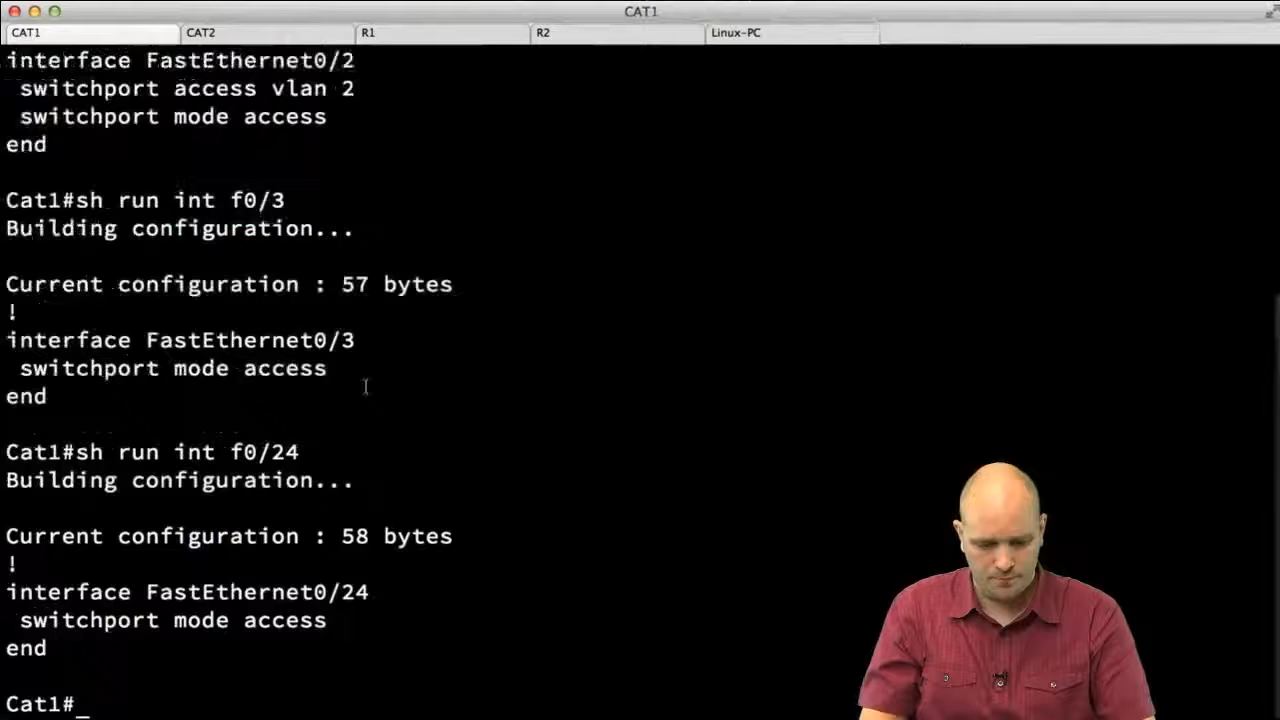 CAT1
CAT1
CAT2
R1
R2
Linux-PC
interface FastEthernet0/2
 switchport access vlan 2
 switchport mode access
end
Cat1#sh run int f0/3
Building configuration...
Current configuration : 57 bytes
!
interface FastEthernet0/3
 switchport mode access
end
Cat1#sh run int f0/24
Building configuration...
Current configuration : 58 bytes
!
interface FastEthernet0/24
 switchport mode access
end
Cat1#_